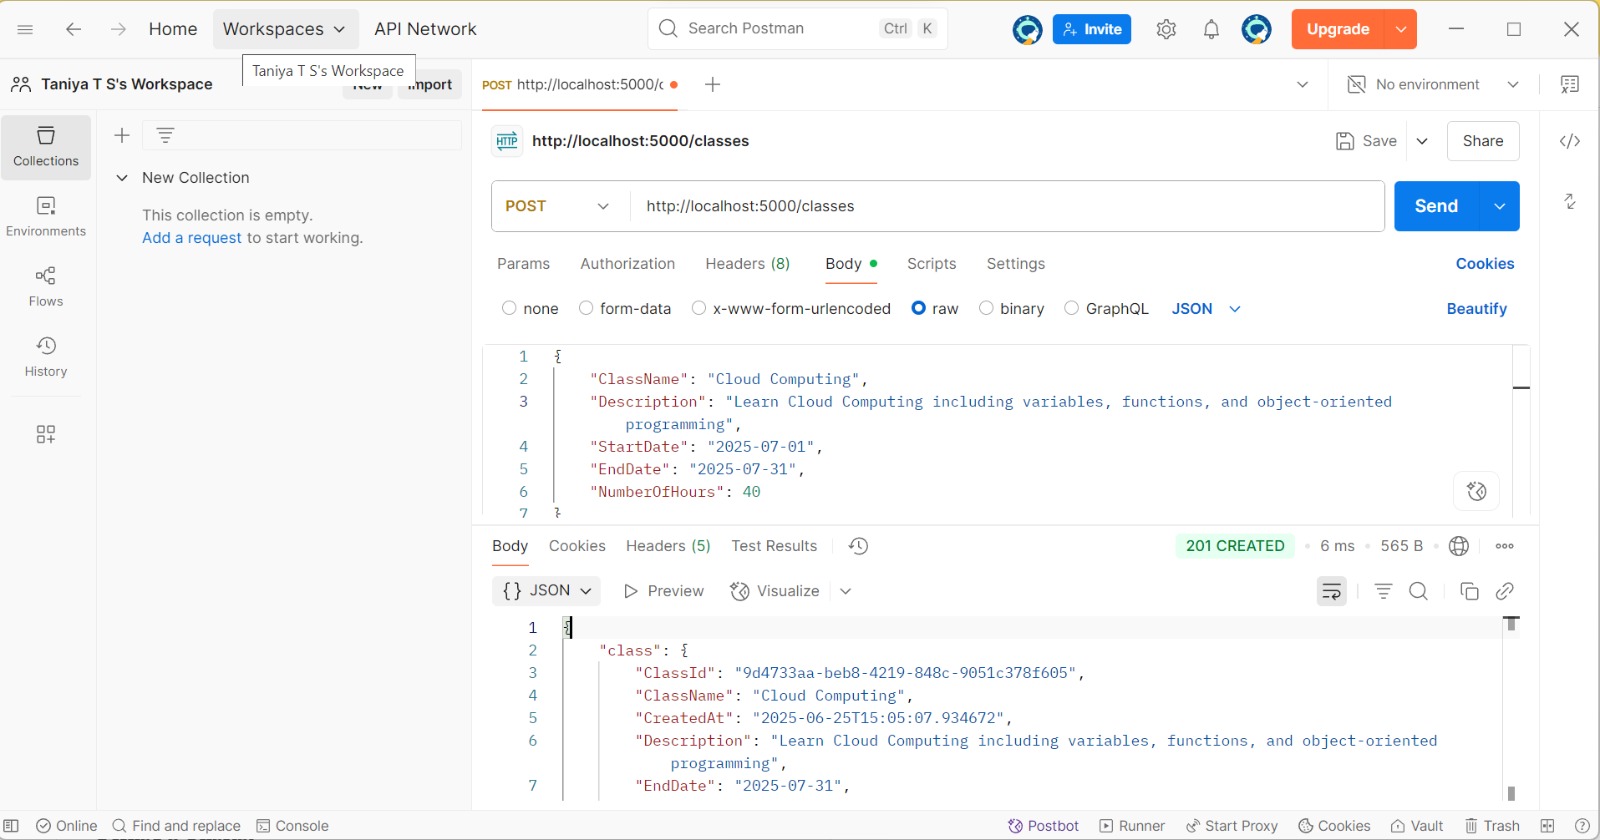 Home Workspaces API Network Search Postman Ctrl K Invite Upgrade
Taniya T S's Workspace
Taniya T S's Workspace New Import POST http://localhost:5000/c No environment
HTTP http://localhost:5000/classes Save Share
Collections
New Collection
This collection is empty.
Add a request to start working.
Environments
Flows
History
POST http://localhost:5000/classes Send
Params Authorization Headers (8) Body Scripts Settings Cookies
none form-data x-www-form-urlencoded raw binary GraphQL JSON Beautify
1 {
2 "ClassName": "Cloud Computing",
3 "Description": "Learn Cloud Computing including variables, functions, and object-oriented
programming",
4 "StartDate": "2025-07-01",
5 "EndDate": "2025-07-31",
6 "NumberOfHours": 40
7 }
Body Cookies Headers (5) Test Results 201 CREATED 6 ms 565 B
{} JSON Preview Visualize
1 {
2 "class": {
3 "ClassId": "9d4733aa-beb8-4219-848c-9051c378f605",
4 "ClassName": "Cloud Computing",
5 "CreatedAt": "2025-06-25T15:05:07.934672",
6 "Description": "Learn Cloud Computing including variables, functions, and object-oriented
programming",
7 "EndDate": "2025-07-31",
Online Find and replace Console Postbot Runner Start Proxy Cookies Vault Trash